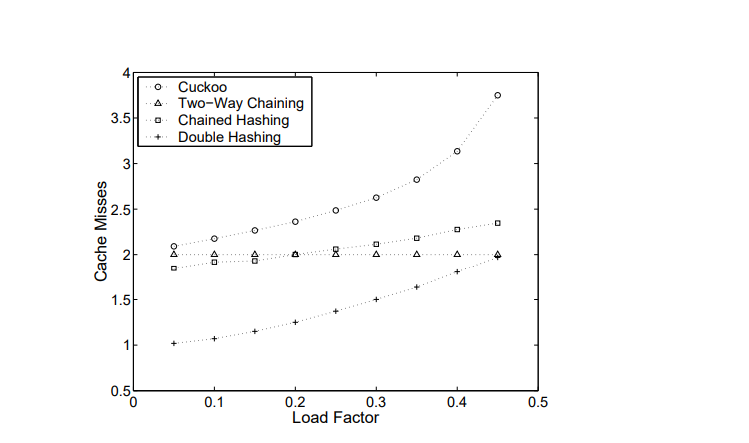 4
3.5
3
2.5
2
1.5
1
0.5
Cache Misses
Cuckoo
Two−Way Chaining
Chained Hashing
Double Hashing
0 0.1 0.2 0.3 0.4 0.5
Load Factor